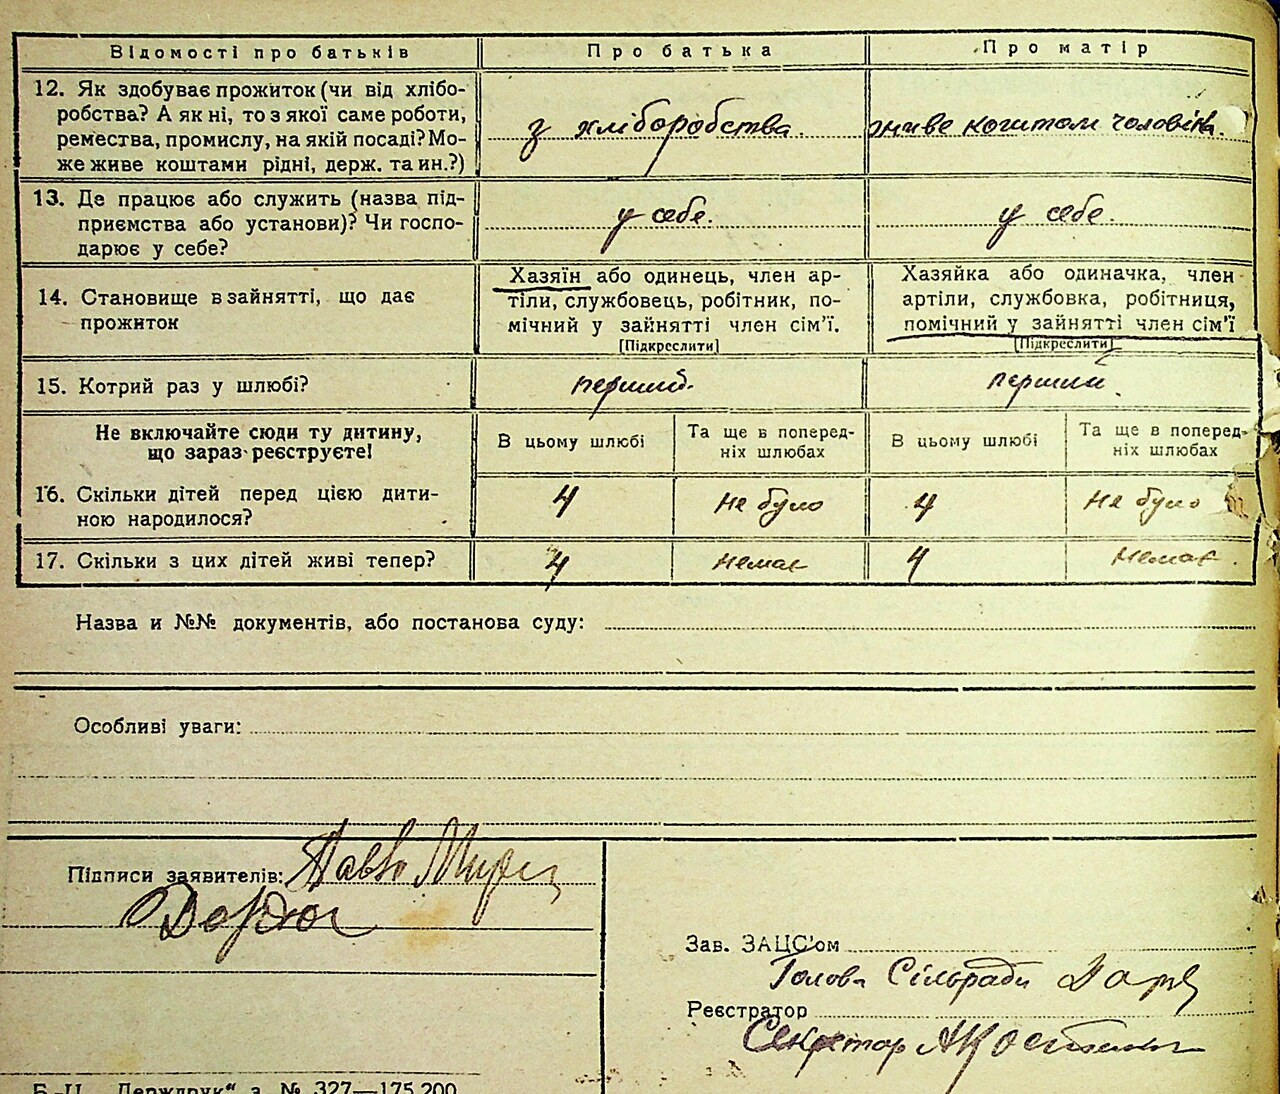 Відомості про батьків Про батька Про матір
12. Як здобуває прожиток (чи від хлібо-
робства? А як ні, то з якої саме роботи,
ремества, промислу, на якій посаді? Мо-
же живе коштами рідні, держ. та ин.?)
з хліборобства. живе коштом чоловіка.
13. Де працює або служить (назва під-
приємства або установи)? Чи госпо-
дарює у себе?
у себе. у себе.
14. Становище в зайнятті, що дає
прожиток
Хазяїн або одинець, член ар-
тіли, службовець, робітник, по-
мічний у зайнятті член сім'ї.
[Підкреслити]
Хазяйка або одиначка, член
артіли, службовка, робітниця,
помічний у зайнятті член сім'ї
[Підкреслити]
15. Котрий раз у шлюбі? перший. перший.
Не включайте сюди ту дитину,
що зараз реєструєте!
В цьому шлюбі
Та ще в поперед-
ніх шлюбах
В цьому шлюбі
Та ще в поперед-
ніх шлюбах
16. Скільки дітей перед цією дити-
ною народилося?
4 не було 4 не було
17. Скільки з цих дітей живі тепер? 4 немає 4 немає.
Назва и №№ документів, або постанова суду:
Особливі уваги:
Підписи заявителів:
Зав. ЗАЦС'ом
Голова Сільради
Реєстратор
Секретар
Б.-Ц. „Держдрук“ з. № 327—175.200